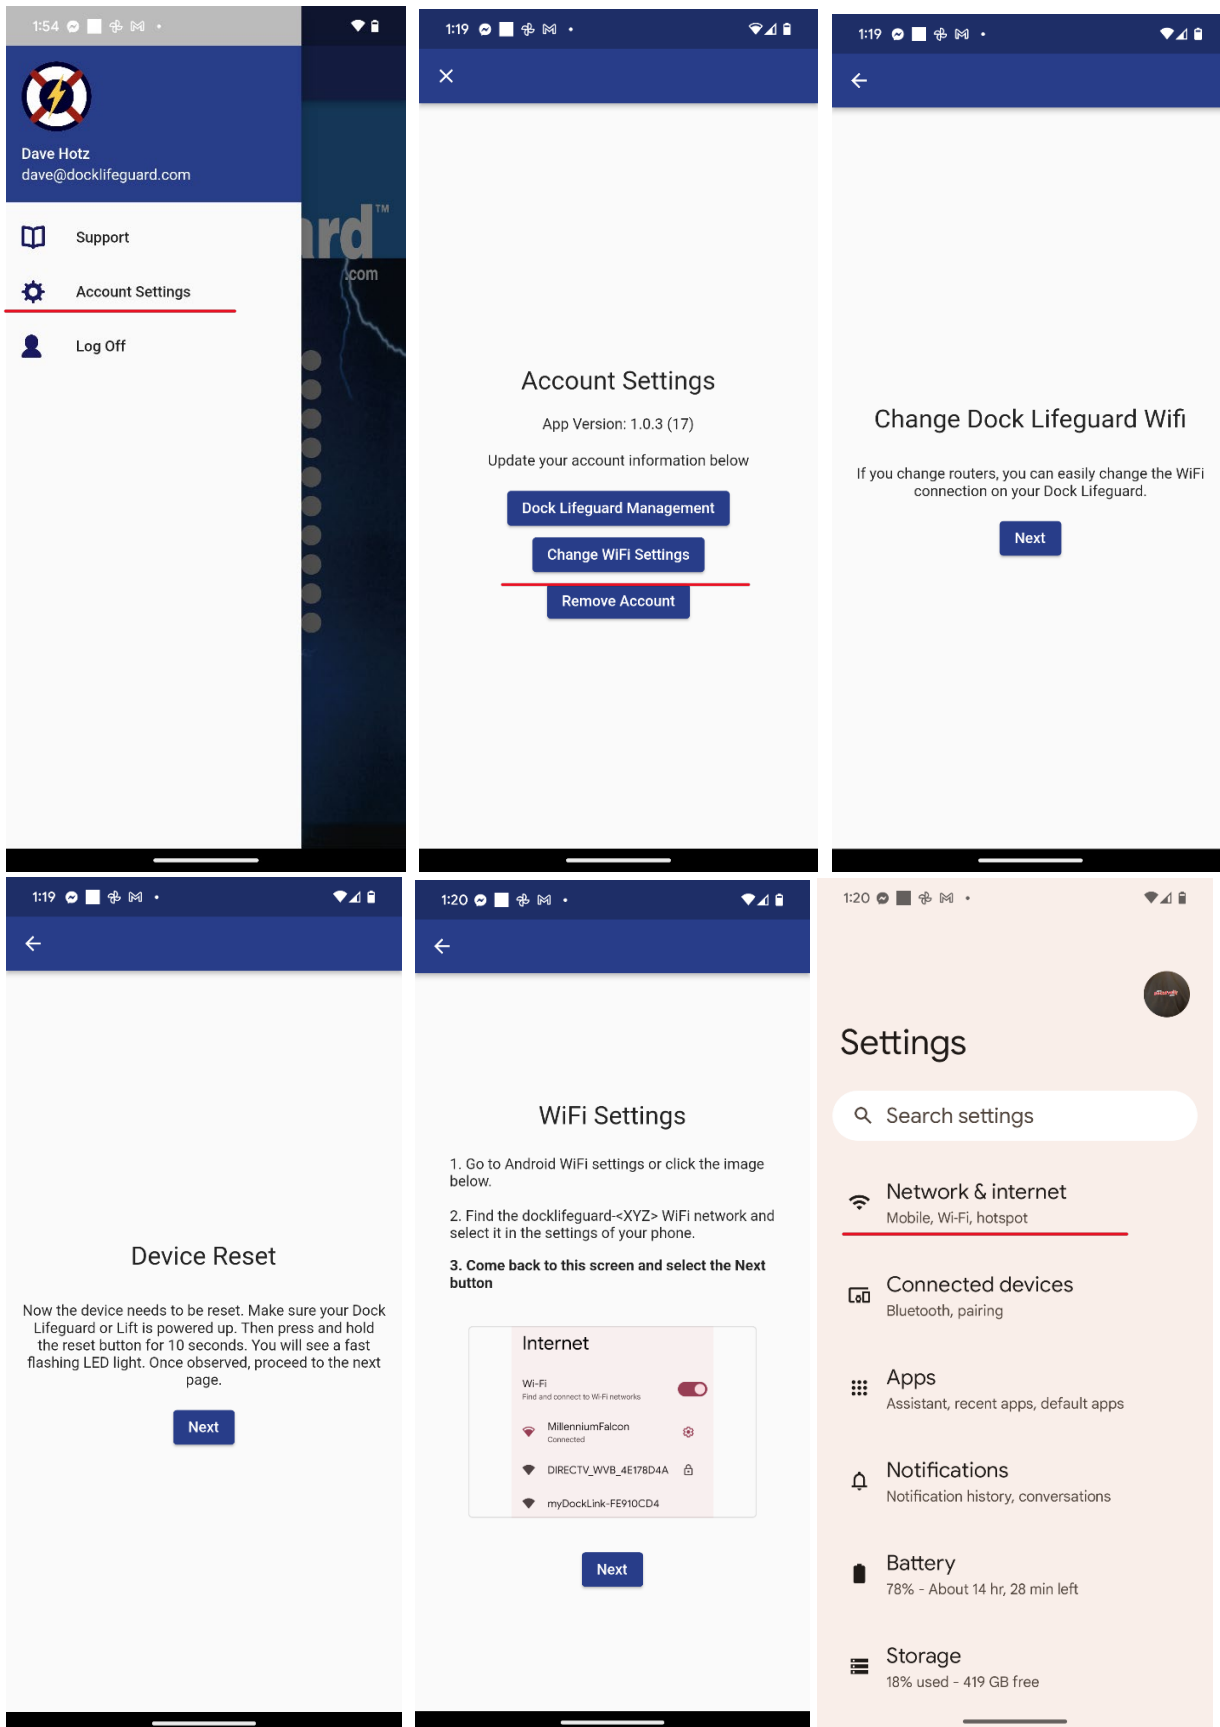 1:54
Dave Hotz
dave@docklifeguard.com
Support
Account Settings
Log Off
ard™
.com
1:19
Account Settings
App Version: 1.0.3 (17)
Update your account information below
Dock Lifeguard Management
Change WiFi Settings
Remove Account
1:19
Change Dock Lifeguard Wifi
If you change routers, you can easily change the WiFi
connection on your Dock Lifeguard.
Next
1:19
Device Reset
Now the device needs to be reset. Make sure your Dock
Lifeguard or Lift is powered up. Then press and hold
the reset button for 10 seconds. You will see a fast
flashing LED light. Once observed, proceed to the next
page.
Next
1:20
WiFi Settings
1. Go to Android WiFi settings or click the image
below.
2. Find the docklifeguard-<XYZ> WiFi network and
select it in the settings of your phone.
3. Come back to this screen and select the Next
button
Internet
Wi-Fi
Find and connect to Wi-Fi networks
MillenniumFalcon
Connected
DIRECTV_WVB_4E178D4A
myDockLink-FE910CD4
Next
1:20
Settings
Search settings
Network & internet
Mobile, Wi-Fi, hotspot
Connected devices
Bluetooth, pairing
Apps
Assistant, recent apps, default apps
Notifications
Notification history, conversations
Battery
78% - About 14 hr, 28 min left
Storage
18% used - 419 GB free